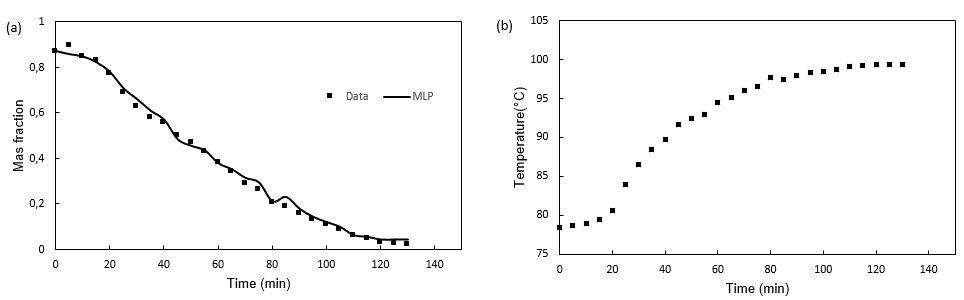 (a)
Mas fraction
1
0,8
0,6
0,4
0,2
0
Data
MLP
0 20 40 60 80 100 120 140
Time (min)
(b)
Temperature(°C)
105
100
95
90
85
80
75
0 20 40 60 80 100 120 140
Time (min)